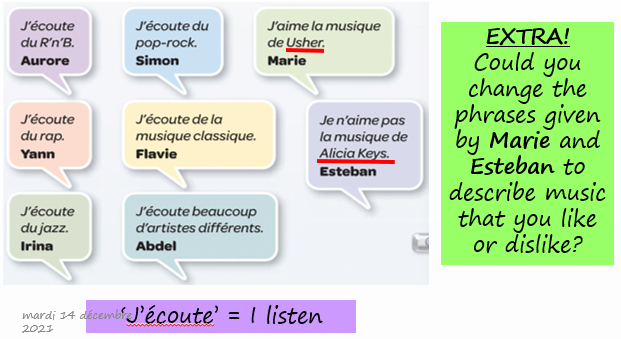 J'écoute
du R'n'B.
Aurore
J'écoute du
pop-rock.
Simon
J'aime la musique
de Usher.
Marie
J'écoute
du rap.
Yann
J'écoute de la
musique classique.
Flavie
Je n'aime pas
la musique de
Alicia Keys.
Esteban
J'écoute
du jazz.
Irina
J'écoute beaucoup
d'artistes différents.
Abdel
EXTRA!
Could you
change the
phrases given
by Marie and
Esteban to
describe music
that you like
or dislike?
mardi 14 décembre
2021
‘J’écoute’ = I listen